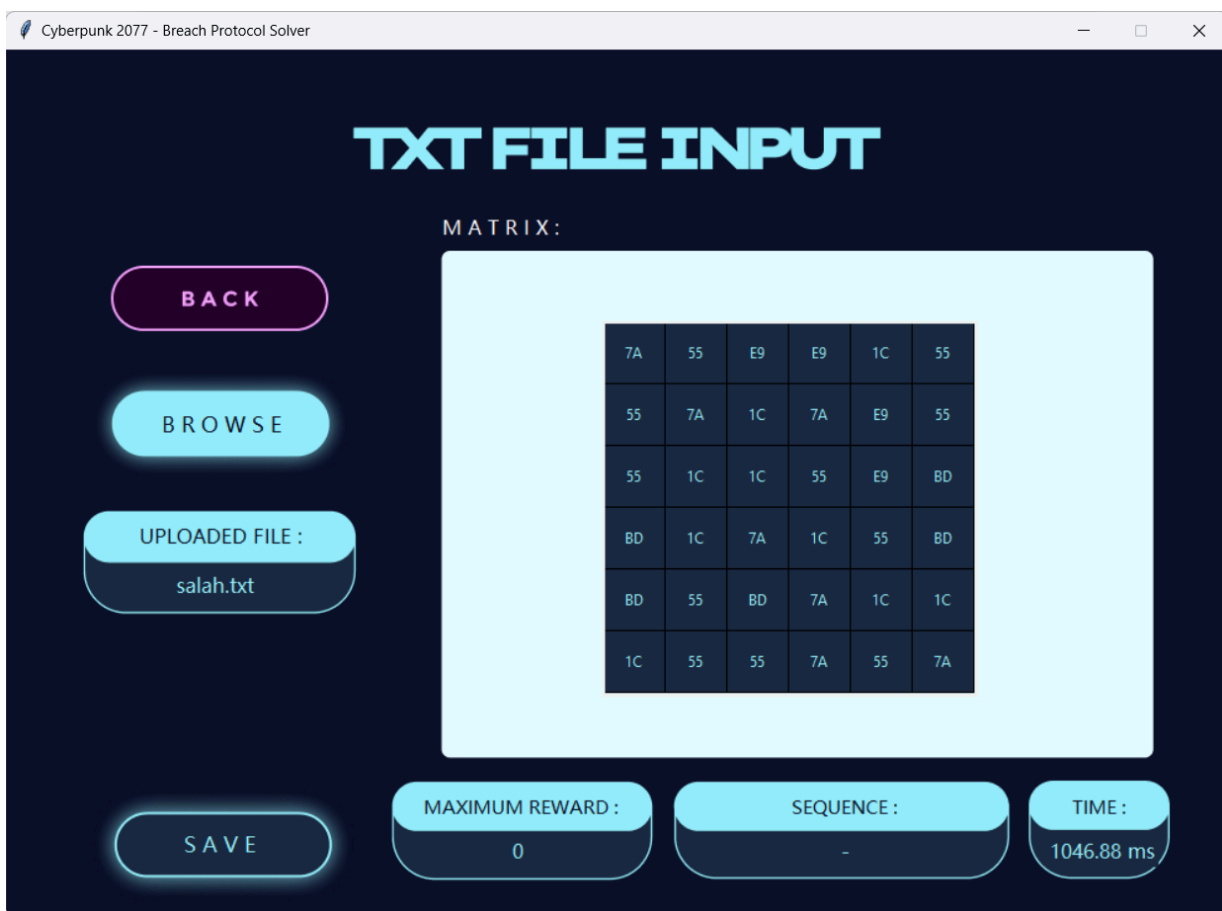 Cyberpunk 2077 - Breach Protocol Solver
TXT FILE INPUT
MATRIX:
BACK
BROWSE
UPLOADED FILE :
salah.txt
7A 55 E9 E9 1C 55
55 7A 1C 7A E9 55
55 1C 1C 55 E9 BD
BD 1C 7A 1C 55 BD
BD 55 BD 7A 1C 1C
1C 55 55 7A 55 7A
SAVE
MAXIMUM REWARD :
0
SEQUENCE :
-
TIME :
1046.88 ms